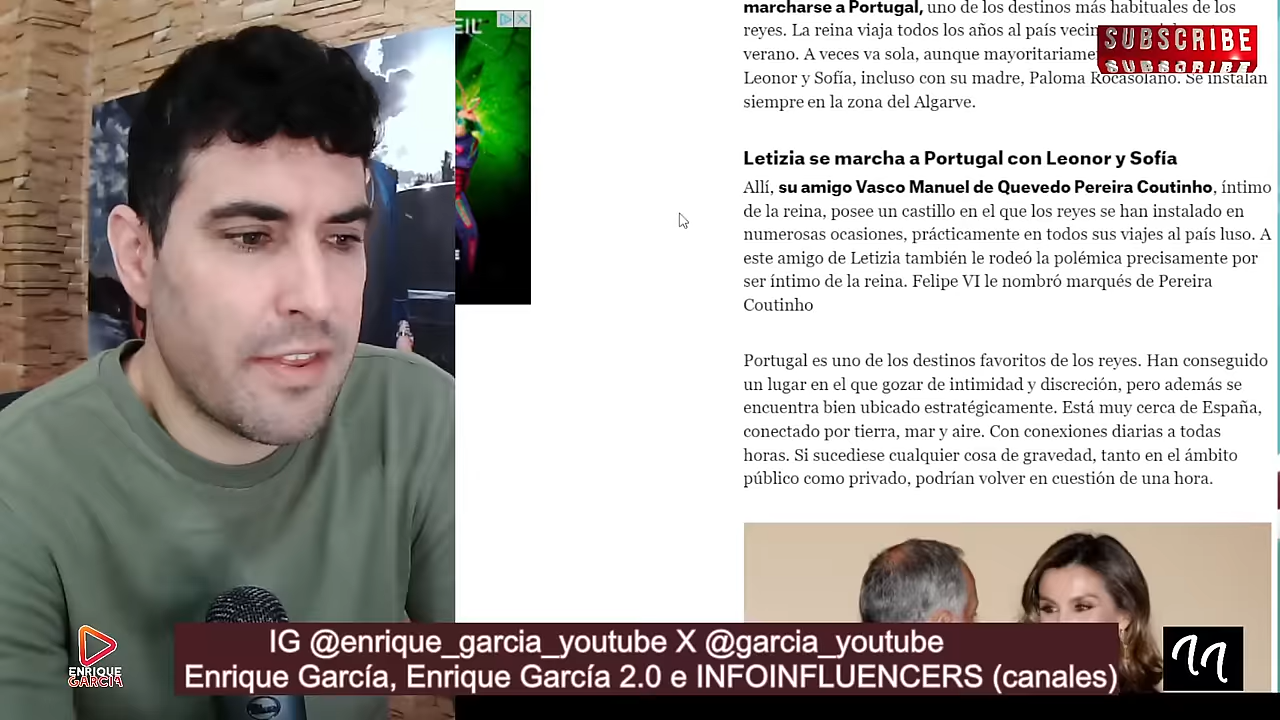 EIL
marcharse a Portugal, uno de los destinos más habituales de los
reyes. La reina viaja todos los años al país
verano. A veces va sola, aunque
Leonor y Sofía, incluso con su madre, Paloma Rocasolano. Se instalan
siempre en la zona del Algarve.
SUBSCRIBE
Letizia se marcha a Portugal con Leonor y Sofía
Allí, su amigo Vasco Manuel de Quevedo Pereira Coutinho, íntimo
de la reina, posee un castillo en el que los reyes se han instalado en
numerosas ocasiones, prácticamente en todos sus viajes al país luso. A
este amigo de Letizia también le rodeó la polémica precisamente por
ser íntimo de la reina. Felipe VI le nombró marqués de Pereira
Coutinho
Portugal es uno de los destinos favoritos de los reyes. Han conseguido
un lugar en el que gozar de intimidad y discreción, pero además se
encuentra bien ubicado estratégicamente. Está muy cerca de España,
conectado por tierra, mar y aire. Con conexiones diarias a todas
horas. Si sucediese cualquier cosa de gravedad, tanto en el ámbito
público como privado, podrían volver en cuestión de una hora.
IG @enrique_garcia_youtube X @garcia_youtube
Enrique García, Enrique García 2.0 e INFOINFLUENCERS (canales)
ENRIQUE
GARCÍA